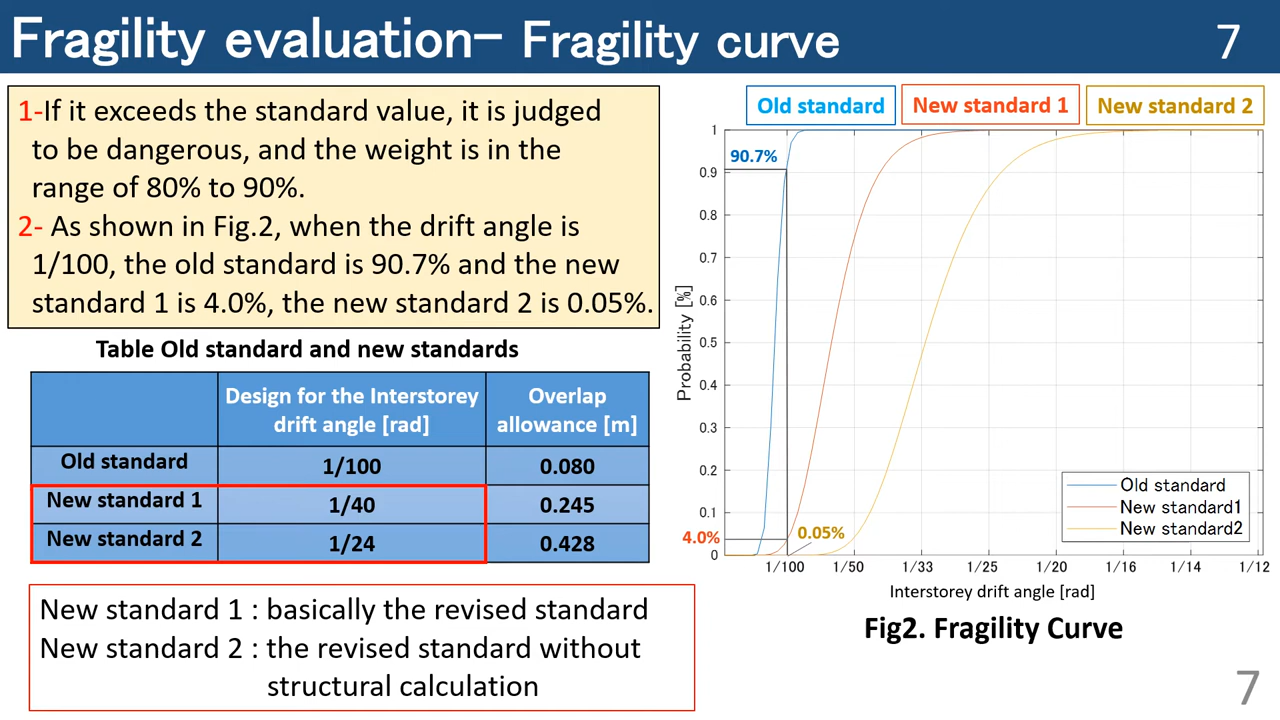 Fragility evaluation– Fragility curve
7
1-If it exceeds the standard value, it is judged
to be dangerous, and the weight is in the
range of 80% to 90%.
2- As shown in Fig.2, when the drift angle is
1/100, the old standard is 90.7% and the new
standard 1 is 4.0%, the new standard 2 is 0.05%.
Table Old standard and new standards
Design for the Interstorey
drift angle [rad]
Overlap
allowance [m]
Old standard 1/100 0.080
New standard 1 1/40 0.245
New standard 2 1/24 0.428
New standard 1 : basically the revised standard
New standard 2 : the revised standard without
structural calculation
Old standard
New standard 1
New standard 2
90.7%
4.0%
0.05%
Probability [%]
1
0.9
0.8
0.7
0.6
0.5
0.4
0.3
0.2
0.1
0
1/100 1/50 1/33 1/25 1/20 1/16 1/14 1/12
Interstorey drift angle [rad]
Old standard
New standard1
New standard2
Fig2. Fragility Curve
7